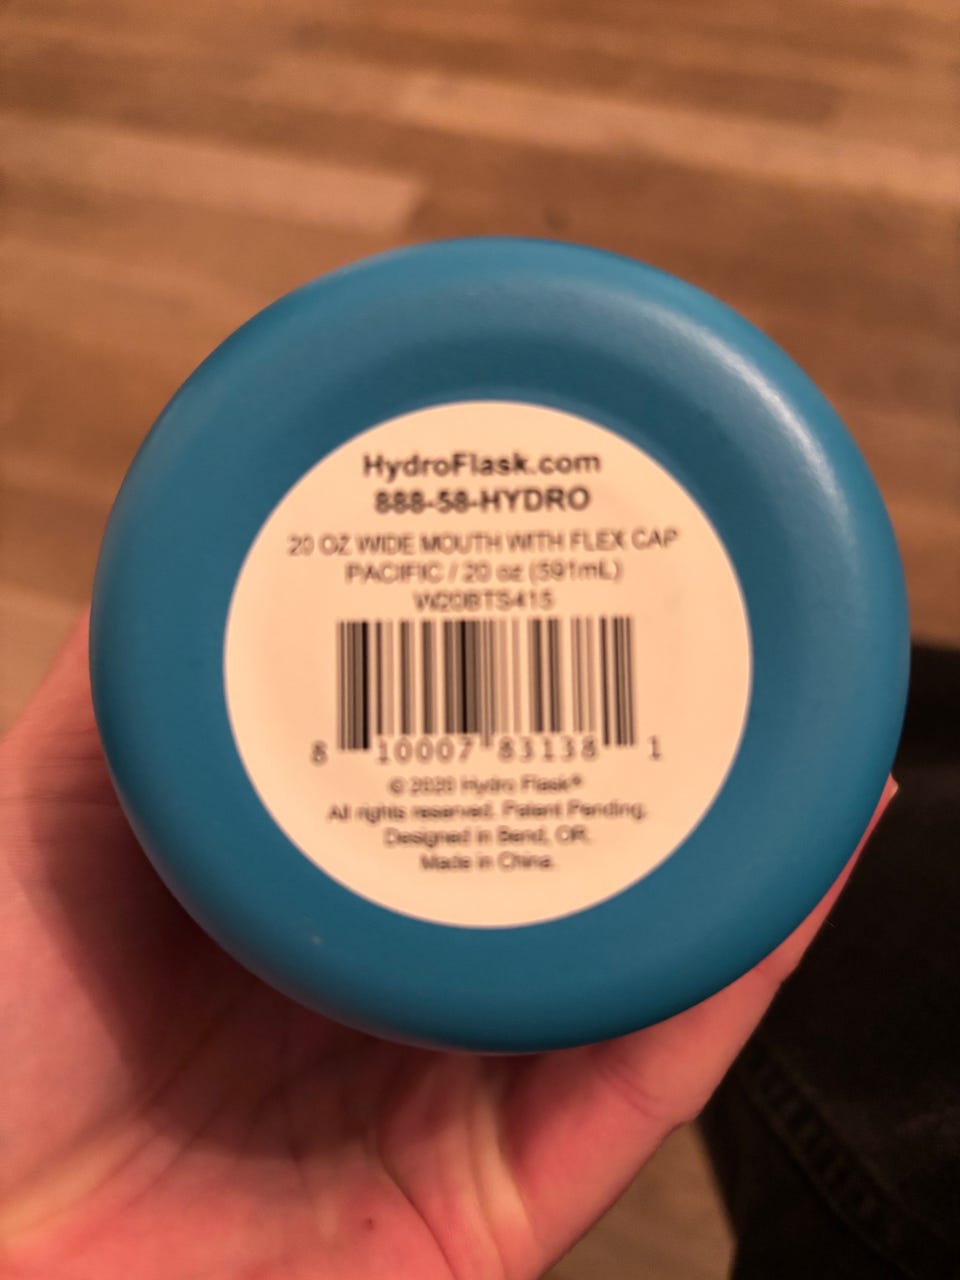 HydroFlask.com
888-58-HYDRO
20 OZ WIDE MOUTH WITH FLEX CAP
PACIFIC / 20 oz (591mL)
W20BTS415
8 10007 83138 1
© 2020 Hydro Flask®
All rights reserved. Patent Pending.
Designed in Bend, OR.
Made in China.